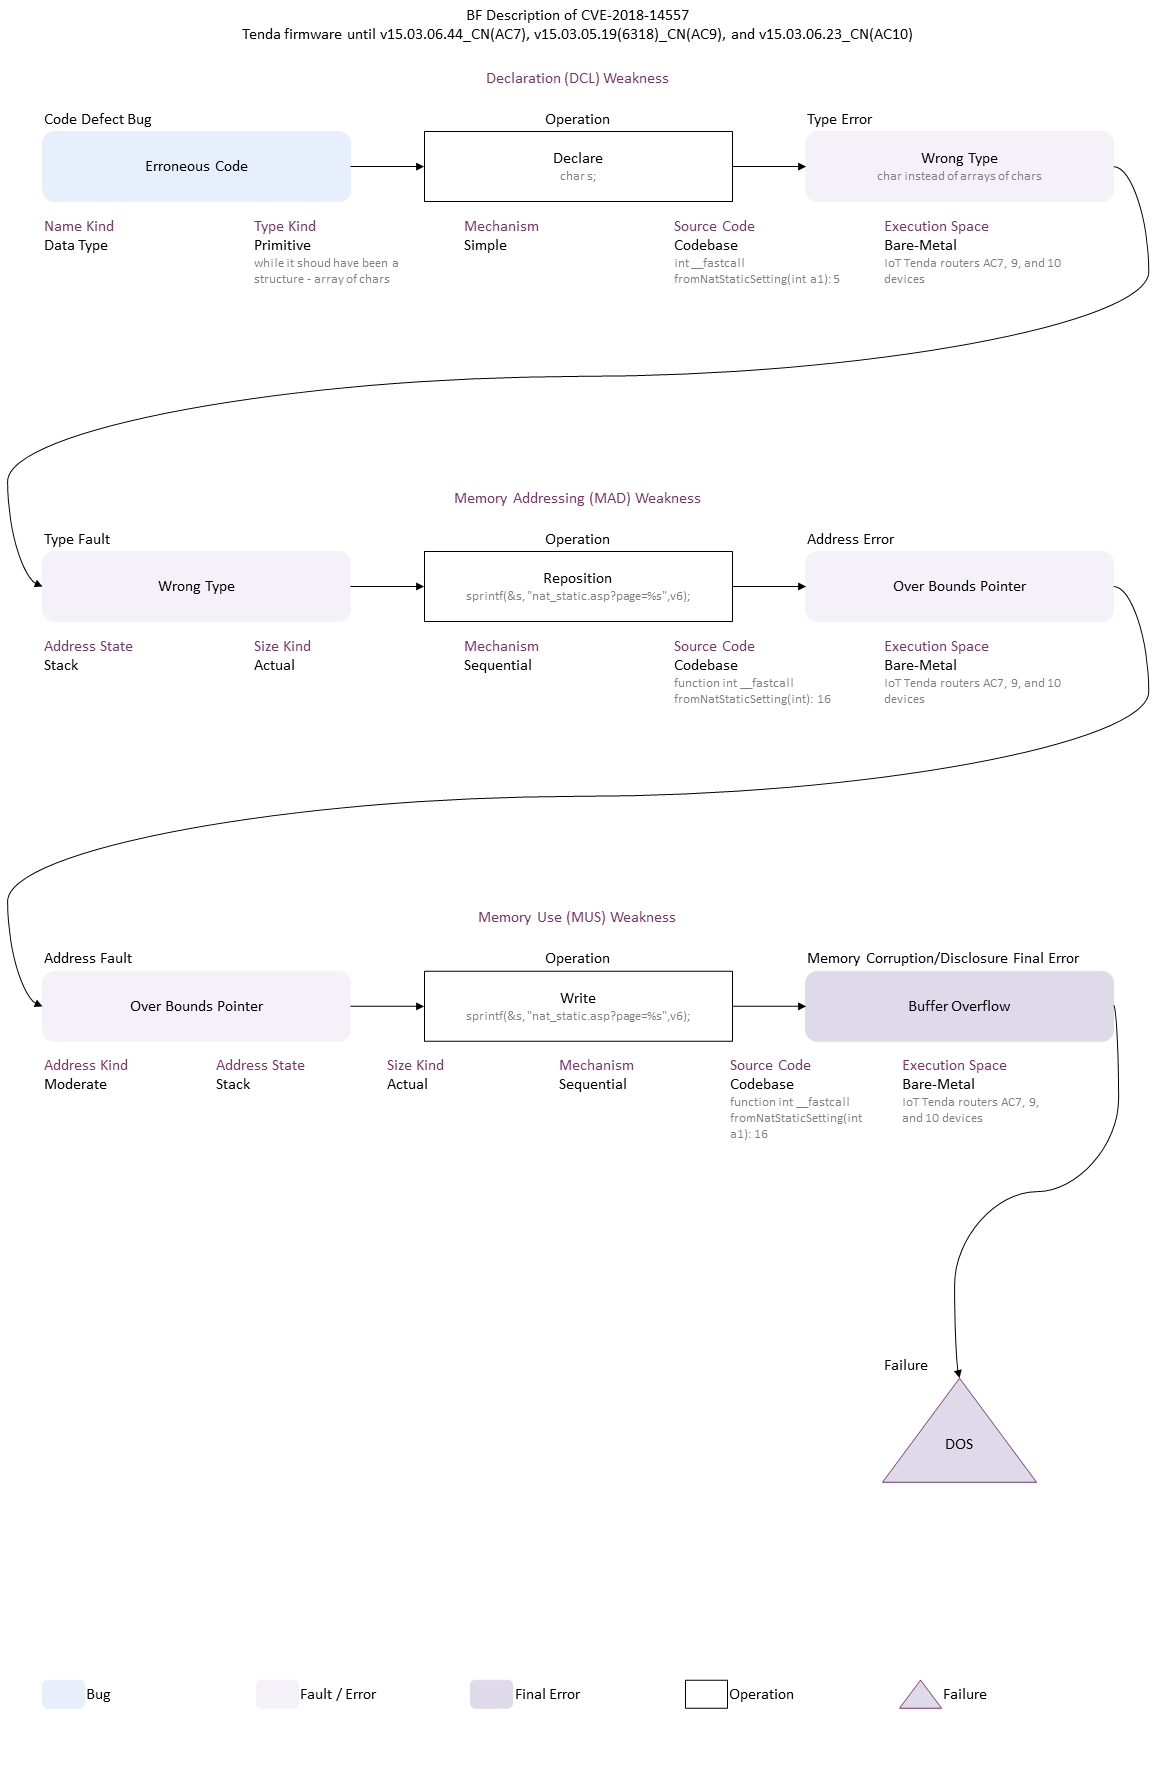 BF Description of CVE-2018-14557
Tenda firmware until v15.03.06.44_CN(AC7), v15.03.05.19(6318)_CN(AC9), and v15.03.06.23_CN(AC10)
Declaration (DCL) Weakness
Code Defect Bug
Operation
Type Error
Erroneous Code
Declare
char s;
Wrong Type
char instead of arrays of chars
Name Kind
Data Type
Type Kind
Primitive
while it shoud have been a
structure - array of chars
Mechanism
Simple
Source Code
Codebase
int __fastcall
fromNatStaticSetting(int a1): 5
Execution Space
Bare-Metal
IoT Tenda routers AC7, 9, and 10
devices
Memory Addressing (MAD) Weakness
Type Fault
Operation
Address Error
Wrong Type
Reposition
sprintf(&s, "nat_static.asp?page=%s",v6);
Over Bounds Pointer
Address State
Stack
Size Kind
Actual
Mechanism
Sequential
Source Code
Codebase
function int __fastcall
fromNatStaticSetting(int): 16
Execution Space
Bare-Metal
IoT Tenda routers AC7, 9, and 10
devices
Memory Use (MUS) Weakness
Address Fault
Operation
Memory Corruption/Disclosure Final Error
Over Bounds Pointer
Write
sprintf(&s, "nat_static.asp?page=%s",v6);
Buffer Overflow
Address Kind
Moderate
Address State
Stack
Size Kind
Actual
Mechanism
Sequential
Source Code
Codebase
function int __fastcall
fromNatStaticSetting(int
a1): 16
Execution Space
Bare-Metal
IoT Tenda routers AC7, 9,
and 10 devices
Failure
DOS
Bug
Fault / Error
Final Error
Operation
Failure